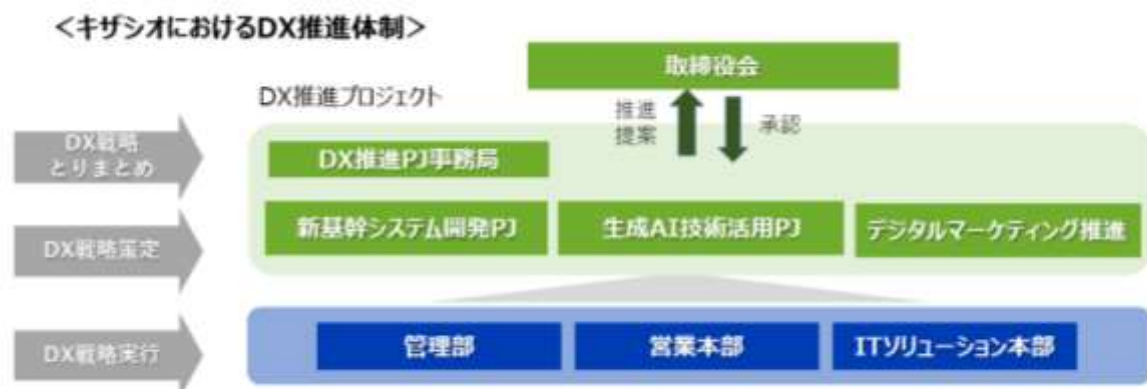 ＜キザシオにおけるDX推進体制＞
取締役会
DX推進プロジェクト
推進
提案
承認
DX戦略
とりまとめ
DX推進PJ事務局
DX戦略策定
新基幹システム開発PJ
生成AI技術活用PJ
デジタルマーケティング推進
DX戦略実行
管理部
営業本部
ITソリューション本部